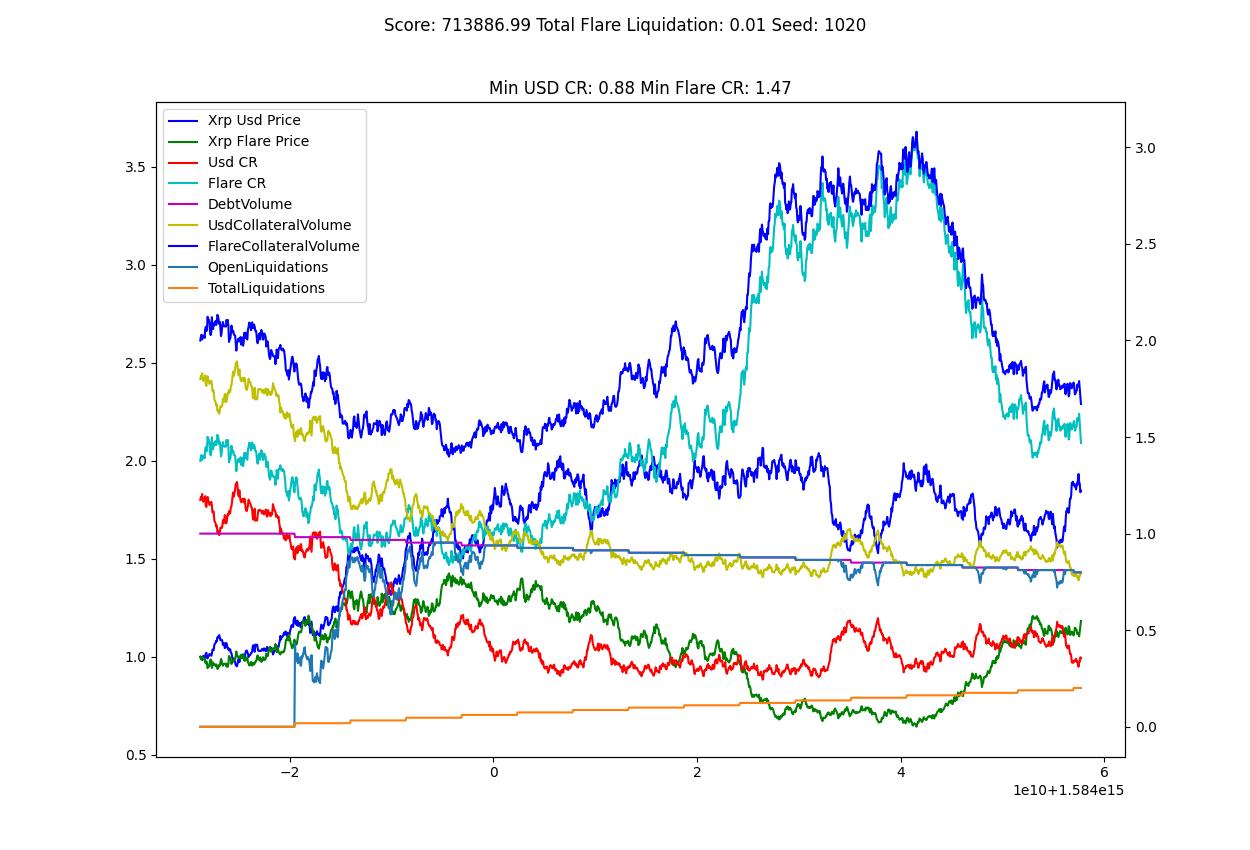 Score: 713886.99 Total Flare Liquidation: 0.01 Seed: 1020
Min USD CR: 0.88 Min Flare CR: 1.47
Xrp Usd Price
Xrp Flare Price
Usd CR
Flare CR
DebtVolume
UsdCollateralVolume
FlareCollateralVolume
OpenLiquidations
TotalLiquidations
3.5
3.0
2.5
2.0
1.5
1.0
0.5
3.0
2.5
2.0
1.5
1.0
0.5
0.0
−2
0
2
4
6
1e10+1.584e15